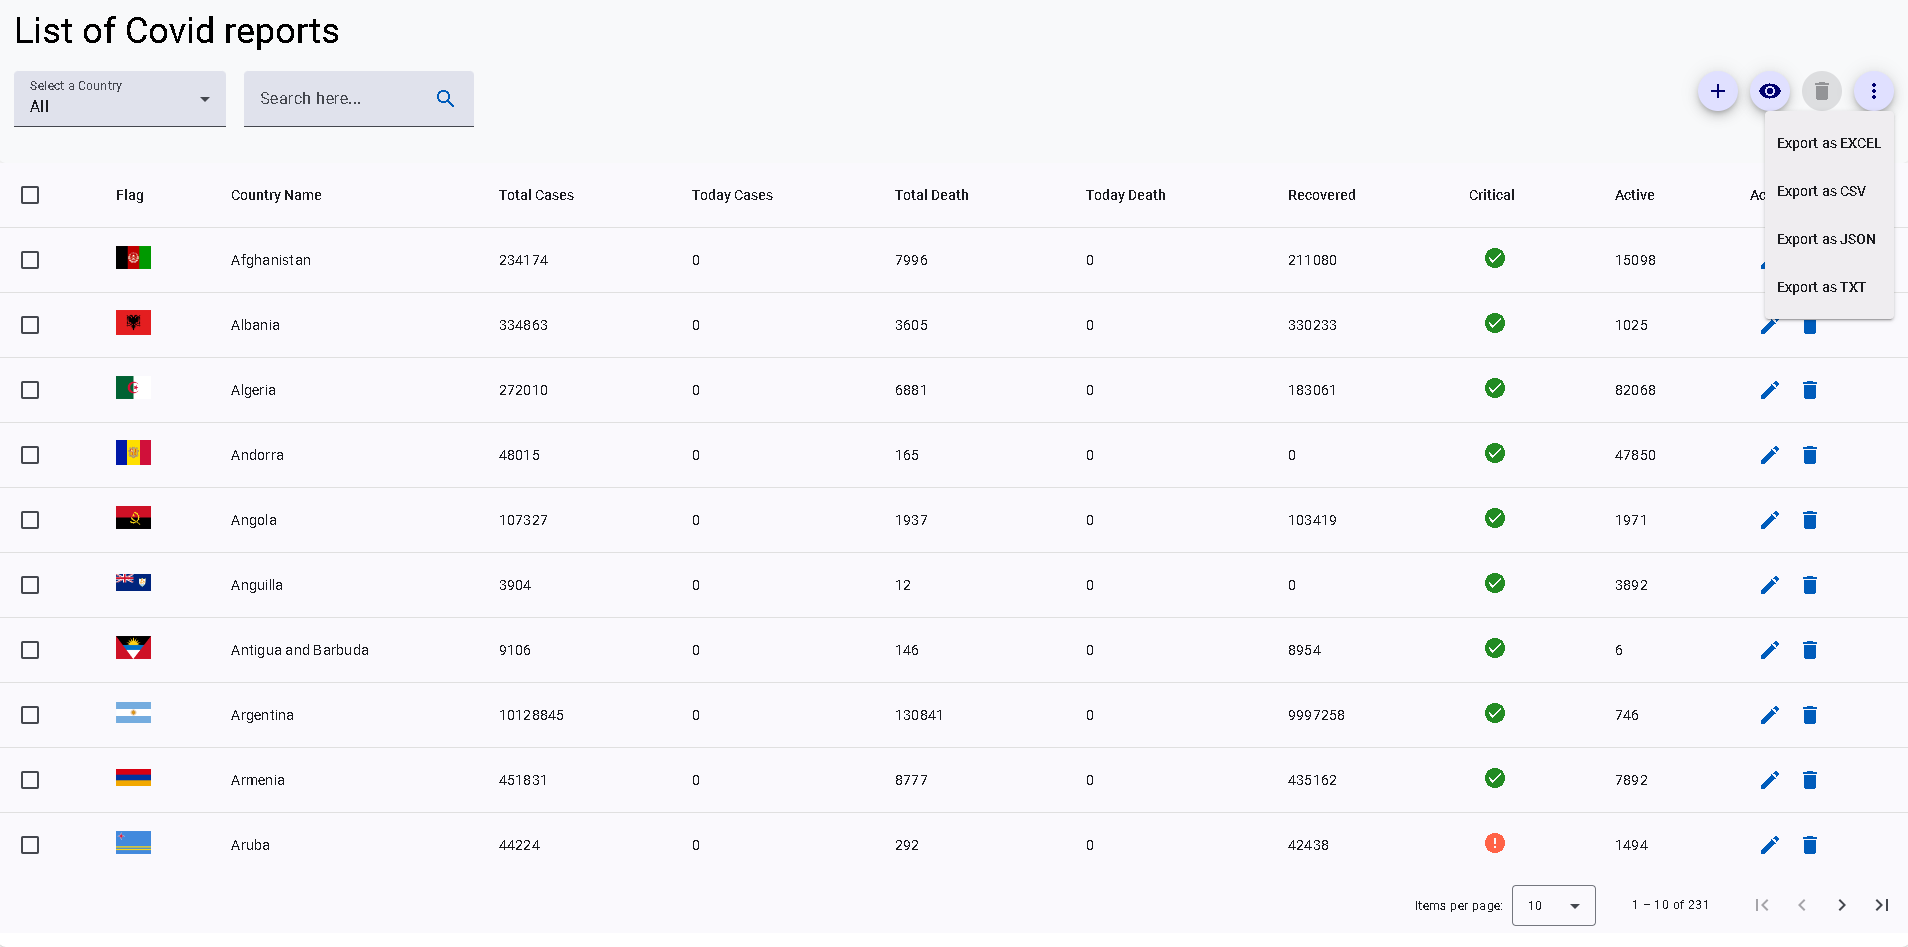 List of Covid reports
Select a Country
All
Search here...
Export as EXCEL
Export as CSV
Export as JSON
Export as TXT
Flag Country Name Total Cases Today Cases Total Death Today Death Recovered Critical Active
Afghanistan 234174 0 7996 0 211080 15098
Albania 334863 0 3605 0 330233 1025
Algeria 272010 0 6881 0 183061 82068
Andorra 48015 0 165 0 0 47850
Angola 107327 0 1937 0 103419 1971
Anguilla 3904 0 12 0 0 3892
Antigua and Barbuda 9106 0 146 0 8954 6
Argentina 10128845 0 130841 0 9997258 746
Armenia 451831 0 8777 0 435162 7892
Aruba 44224 0 292 0 42438 1494
Items per page: 10 1 – 10 of 231